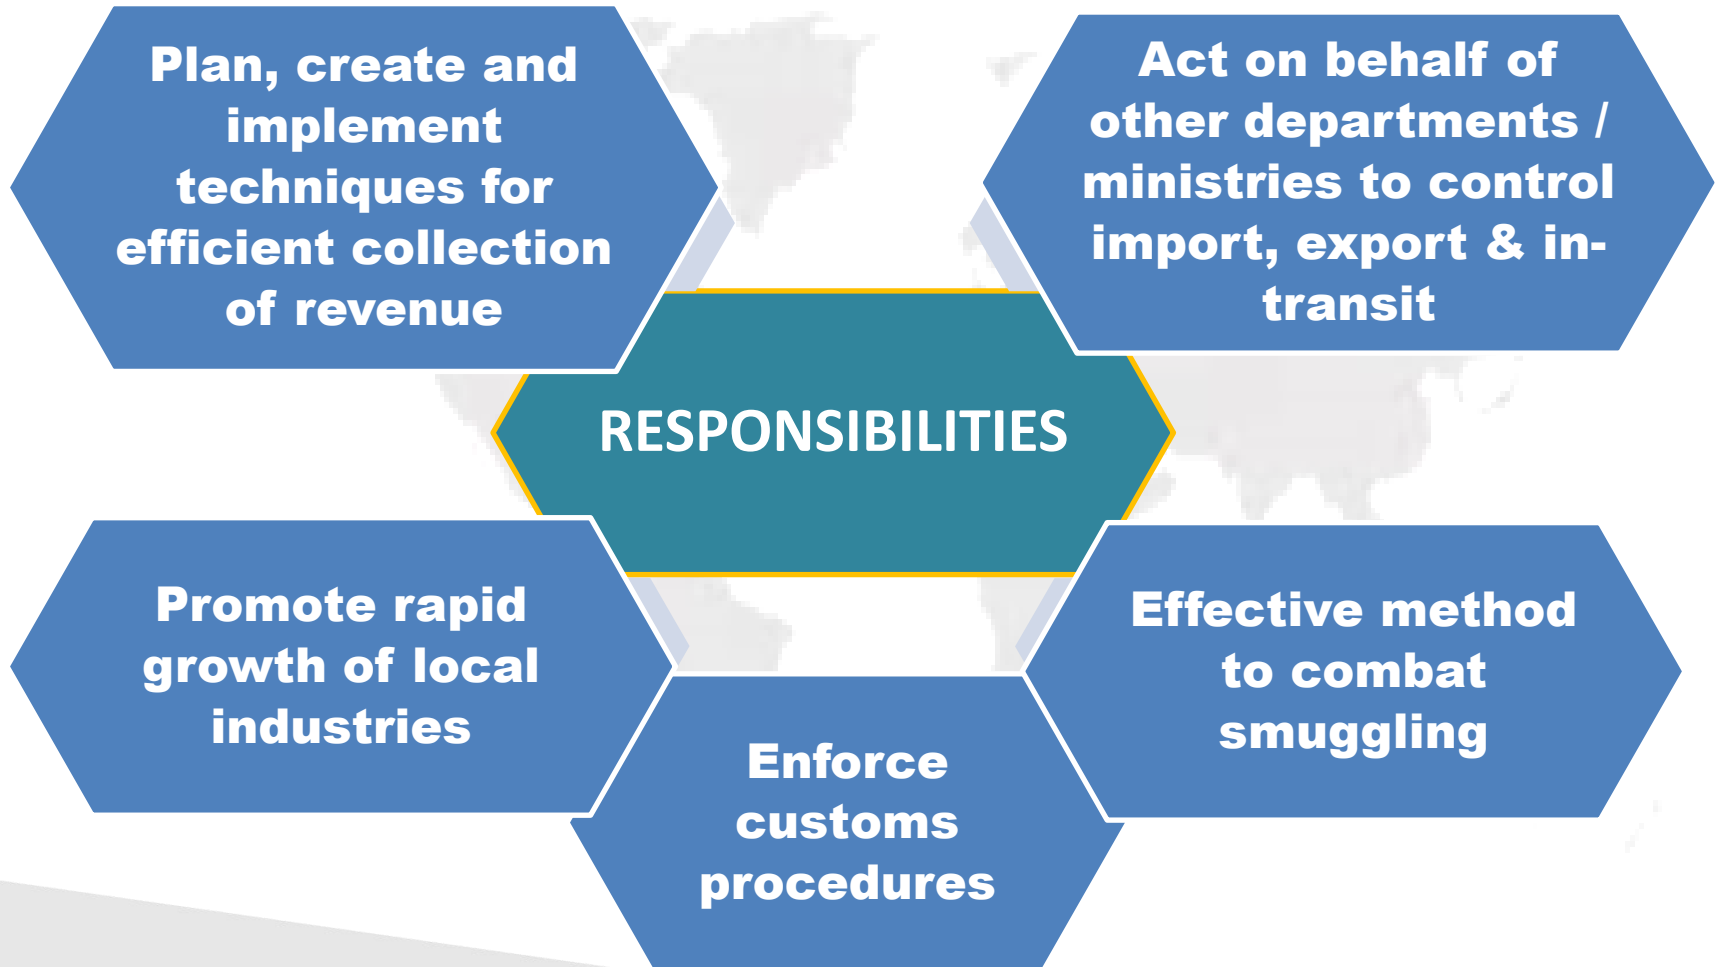 Plan, create and
implement
techniques for
efficient collection
of revenue
Act on behalf of
other departments /
ministries to control
import, export & in-
transit
RESPONSIBILITIES
Promote rapid
growth of local
industries
Effective method
to combat
smuggling
Enforce
customs
procedures